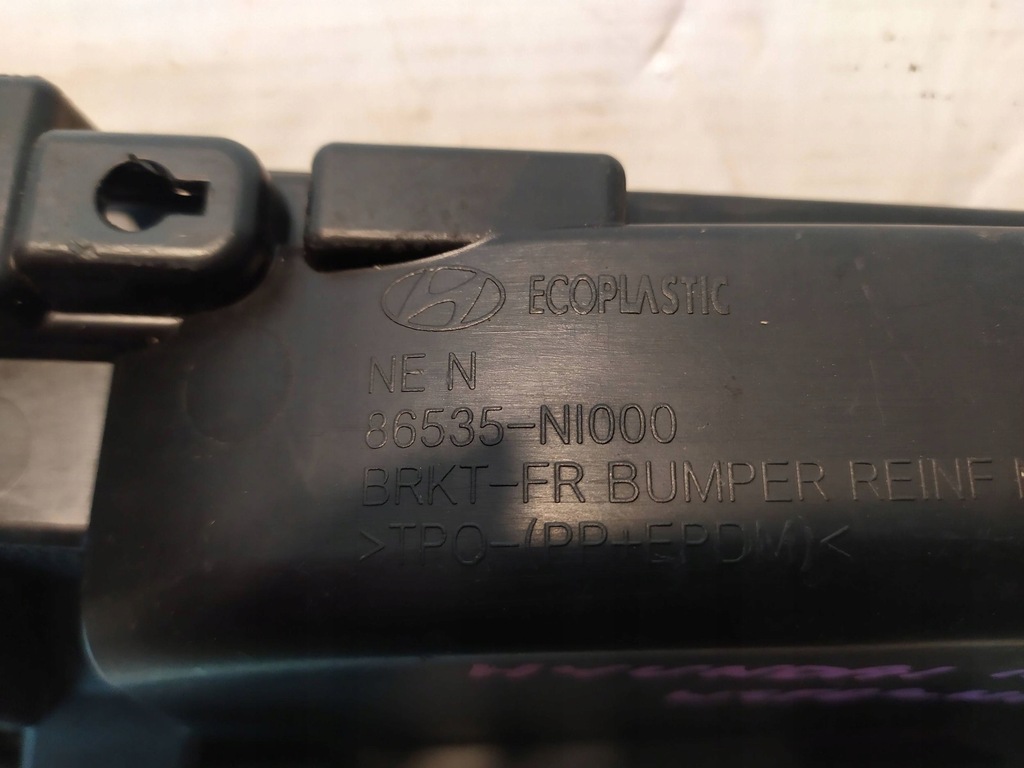 ECOPLASTIC
NE N
86535-NI000
BRKT-FR BUMPER REINF
>TPO-(PP+EPDM)<